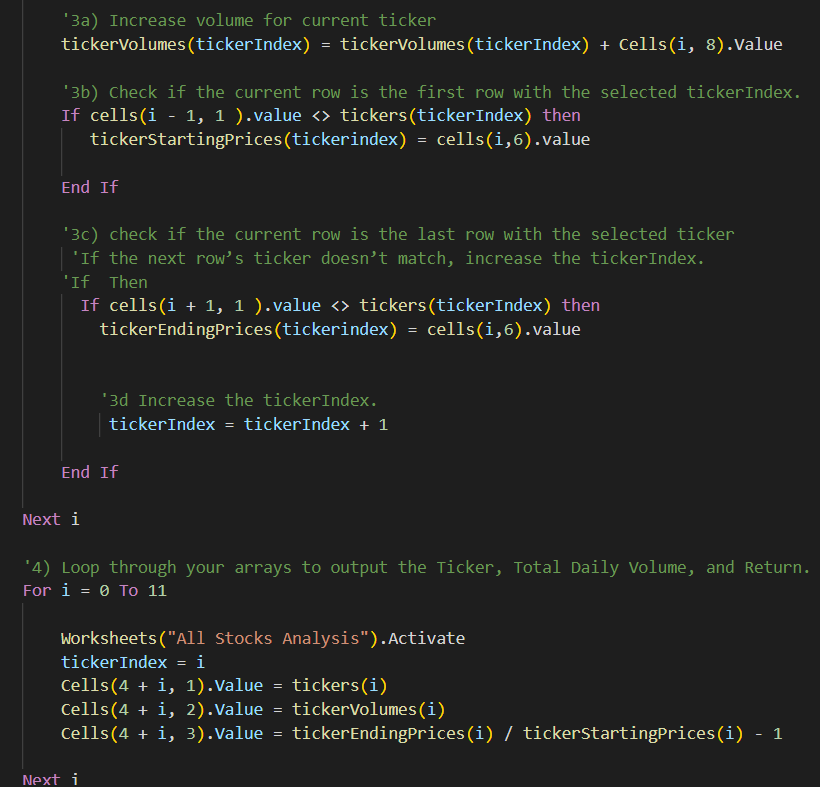 '3a) Increase volume for current ticker
tickerVolumes(tickerIndex) = tickerVolumes(tickerIndex) + Cells(i, 8).Value
'3b) Check if the current row is the first row with the selected tickerIndex.
If cells(i - 1, 1 ).value <> tickers(tickerIndex) then
tickerStartingPrices(tickerindex) = cells(i,6).value
End If
'3c) check if the current row is the last row with the selected ticker
'If the next row’s ticker doesn’t match, increase the tickerIndex.
'If  Then
If cells(i + 1, 1 ).value <> tickers(tickerIndex) then
tickerEndingPrices(tickerindex) = cells(i,6).value
'3d Increase the tickerIndex.
tickerIndex = tickerIndex + 1
End If
Next i
'4) Loop through your arrays to output the Ticker, Total Daily Volume, and Return.
For i = 0 To 11
Worksheets("All Stocks Analysis").Activate
tickerIndex = i
Cells(4 + i, 1).Value = tickers(i)
Cells(4 + i, 2).Value = tickerVolumes(i)
Cells(4 + i, 3).Value = tickerEndingPrices(i) / tickerStartingPrices(i) - 1
Next i